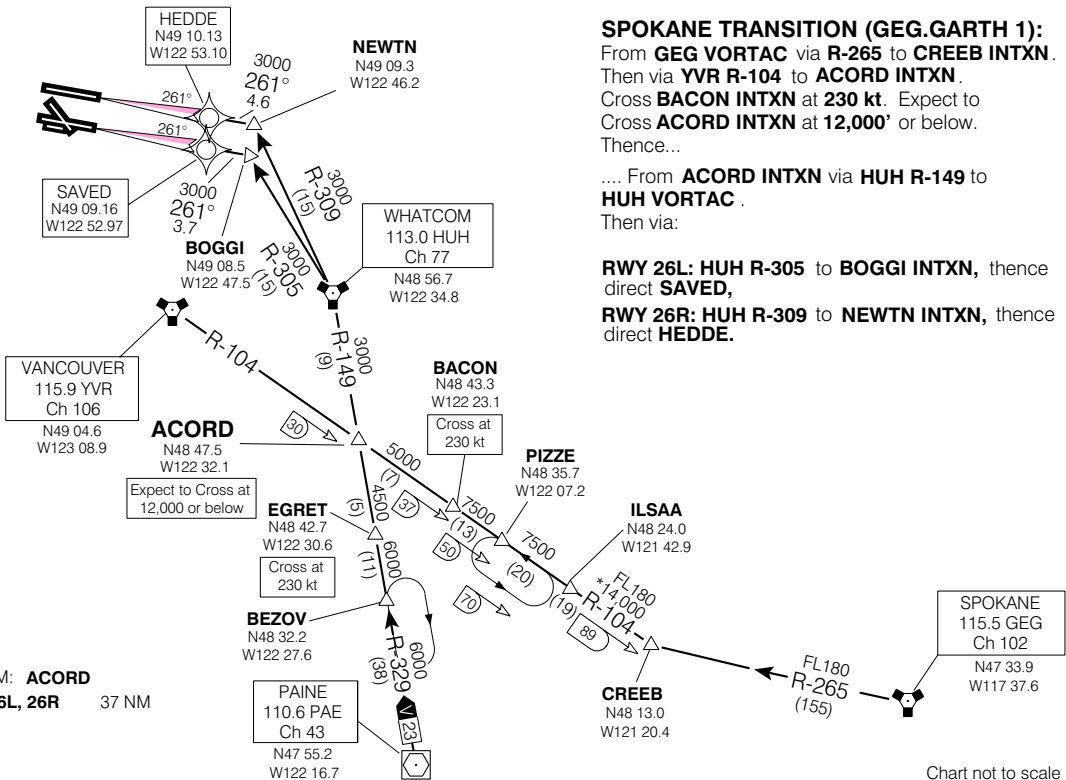 HEDDE
N49 10.13
W122 53.10
NEWTN
N49 09.3
W122 46.2
3000
261°
4.6
261°
261°
SAVED
N49 09.16
W122 52.97
3000
261°
3.7
BOGGI
N49 08.5
W122 47.5
3000
R-309
(15)
3000
R-305
(15)
WHATCOM
113.0 HUH
Ch 77
N48 56.7
W122 34.8
SPOKANE TRANSITION (GEG.GARTH 1):
From GEG VORTAC via R-265 to CREEB INTXN.
Then via YVR R-104 to ACORD INTXN.
Cross BACON INTXN at 230 kt. Expect to
Cross ACORD INTXN at 12,000' or below.
Thence...
.... From ACORD INTXN via HUH R-149 to
HUH VORTAC .
Then via:
RWY 26L: HUH R-305 to BOGGI INTXN, thence
direct SAVED,
RWY 26R: HUH R-309 to NEWTN INTXN, thence
direct HEDDE.
VANCOUVER
115.9 YVR
Ch 106
N49 04.6
W123 08.9
R-104
3000
R-149
(9)
30
ACORD
N48 47.5
W122 32.1
Expect to Cross at
12,000 or below
BACON
N48 43.3
W122 23.1
Cross at
230 kt
5000
(7)
37
PIZZE
N48 35.7
W122 07.2
7500
(13)
50
ILSAA
N48 24.0
W121 42.9
7500
(20)
70
4500
(5)
EGRET
N48 42.7
W122 30.6
Cross at
230 kt
6000
(11)
BEZOV
N48 32.2
W122 27.6
6000
R-329
(38)
V 23
PAINE
110.6 PAE
Ch 43
N47 55.2
W122 16.7
FL180
*14,000
R-104
(19)
89
CREEB
N48 13.0
W121 20.4
FL180
R-265
(155)
SPOKANE
115.5 GEG
Ch 102
N47 33.9
W117 37.6
M: ACORD
6L, 26R 37 NM
Chart not to scale